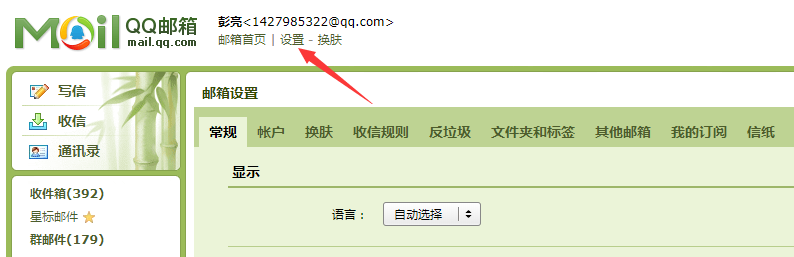 MOil QQ邮箱 mail.qq.com
彭亮<1427985322@qq.com>
邮箱首页 | 设置 - 换肤
写信
收信
通讯录
收件箱(392)
星标邮件
群邮件(179)
邮箱设置
常规 帐户 换肤 收信规则 反垃圾 文件夹和标签 其他邮箱 我的订阅 信纸
显示
语言： 自动选择